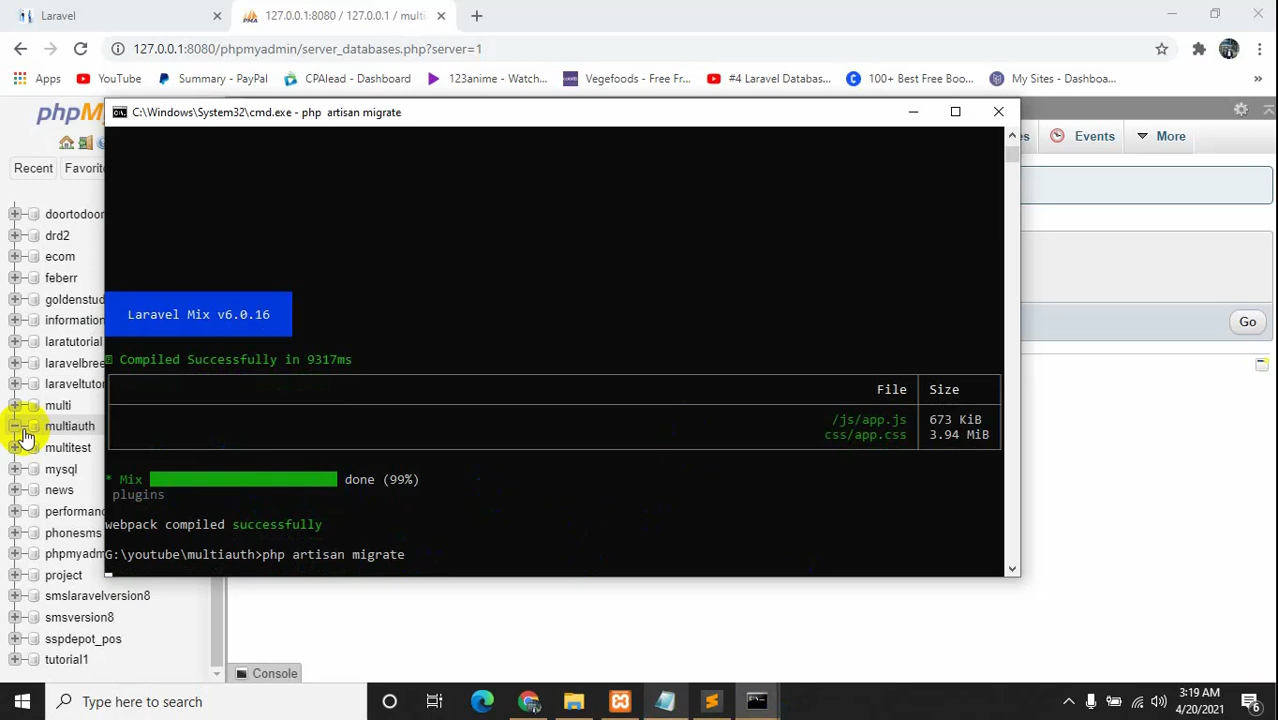 Laravel
127.0.0.1:8080 / 127.0.0.1 / multi
127.0.0.1:8080/phpmyadmin/server_databases.php?server=1
Apps
YouTube
Summary - PayPal
CPAlead - Dashboard
123anime - Watch...
Vegefoods - Free Fr...
#4 Laravel Databas...
100+ Best Free Boo...
My Sites - Dashboa...
»
phpM
C:\Windows\System32\cmd.exe - php  artisan migrate
Events
More
Recent
Favorite
doortodoor
drd2
ecom
feberr
goldenstud
information
laratutorial
laravelbree
laraveltutor
multi
multiauth
multitest
mysql
news
performanc
phonesms
phpmyadm
project
smslaravelversion8
smsversion8
sspdepot_pos
tutorial1
Laravel Mix v6.0.16
Compiled Successfully in 9317ms
File
Size
/js/app.js
673 KiB
css/app.css
3.94 MiB
* Mix
done (99%)
plugins
webpack compiled successfully
G:\youtube\multiauth>php artisan migrate
Go
Console
Type here to search
3:19 AM
4/20/2021
6